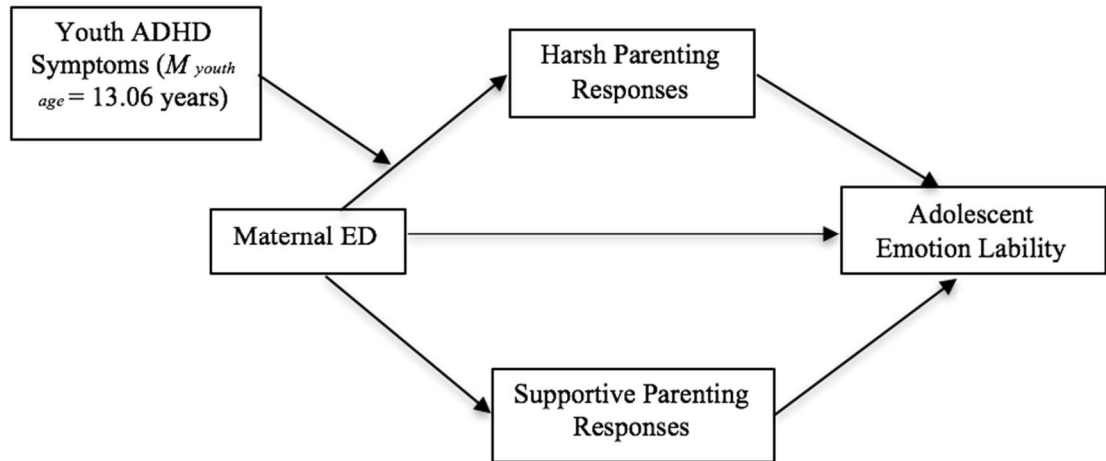 Youth ADHD
Symptoms (M youth
age = 13.06 years)
Harsh Parenting
Responses
Maternal ED
Adolescent
Emotion Lability
Supportive Parenting
Responses